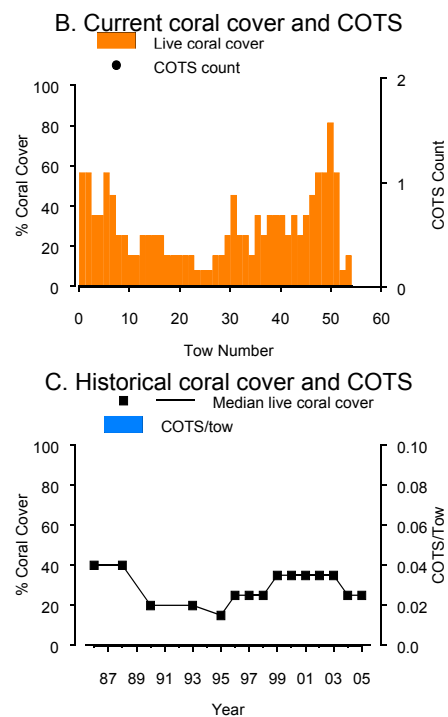 B. Current coral cover and COTS
Live coral cover
COTS count
100
80
60
40
20
0
% Coral Cover
2
1
0
COTS Count
0 10 20 30 40 50 60
Tow Number
C. Historical coral cover and COTS
Median live coral cover
COTS/tow
100
80
60
40
20
0
% Coral Cover
0.10
0.08
0.06
0.04
0.02
0.0
COTS/Tow
87 89 91 93 95 97 99 01 03 05
Year